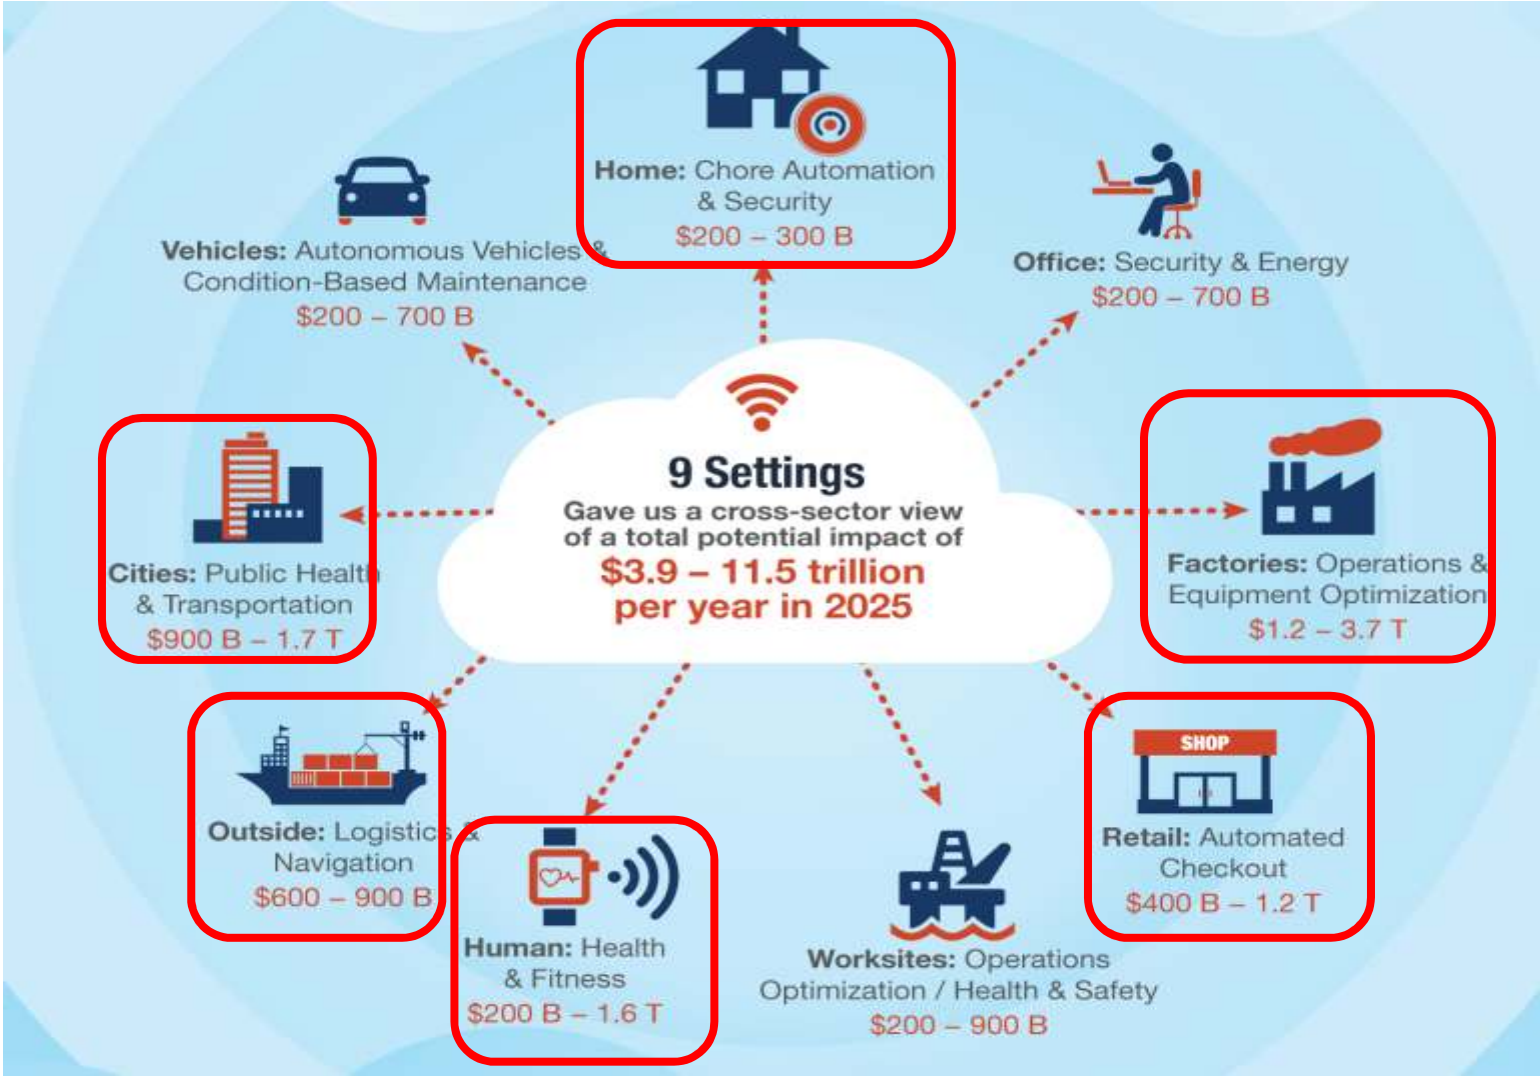 Home: Chore Automation
& Security
$200 – 300 B
Vehicles: Autonomous Vehicles &
Condition-Based Maintenance
$200 – 700 B
Office: Security & Energy
$200 – 700 B
9 Settings
Gave us a cross-sector view
of a total potential impact of
$3.9 – 11.5 trillion
per year in 2025
Cities: Public Health
& Transportation
$900 B – 1.7 T
Factories: Operations &
Equipment Optimization
$1.2 – 3.7 T
Outside: Logistics &
Navigation
$600 – 900 B
SHOP
Retail: Automated
Checkout
$400 B – 1.2 T
Human: Health
& Fitness
$200 B – 1.6 T
Worksites: Operations
Optimization / Health & Safety
$200 – 900 B